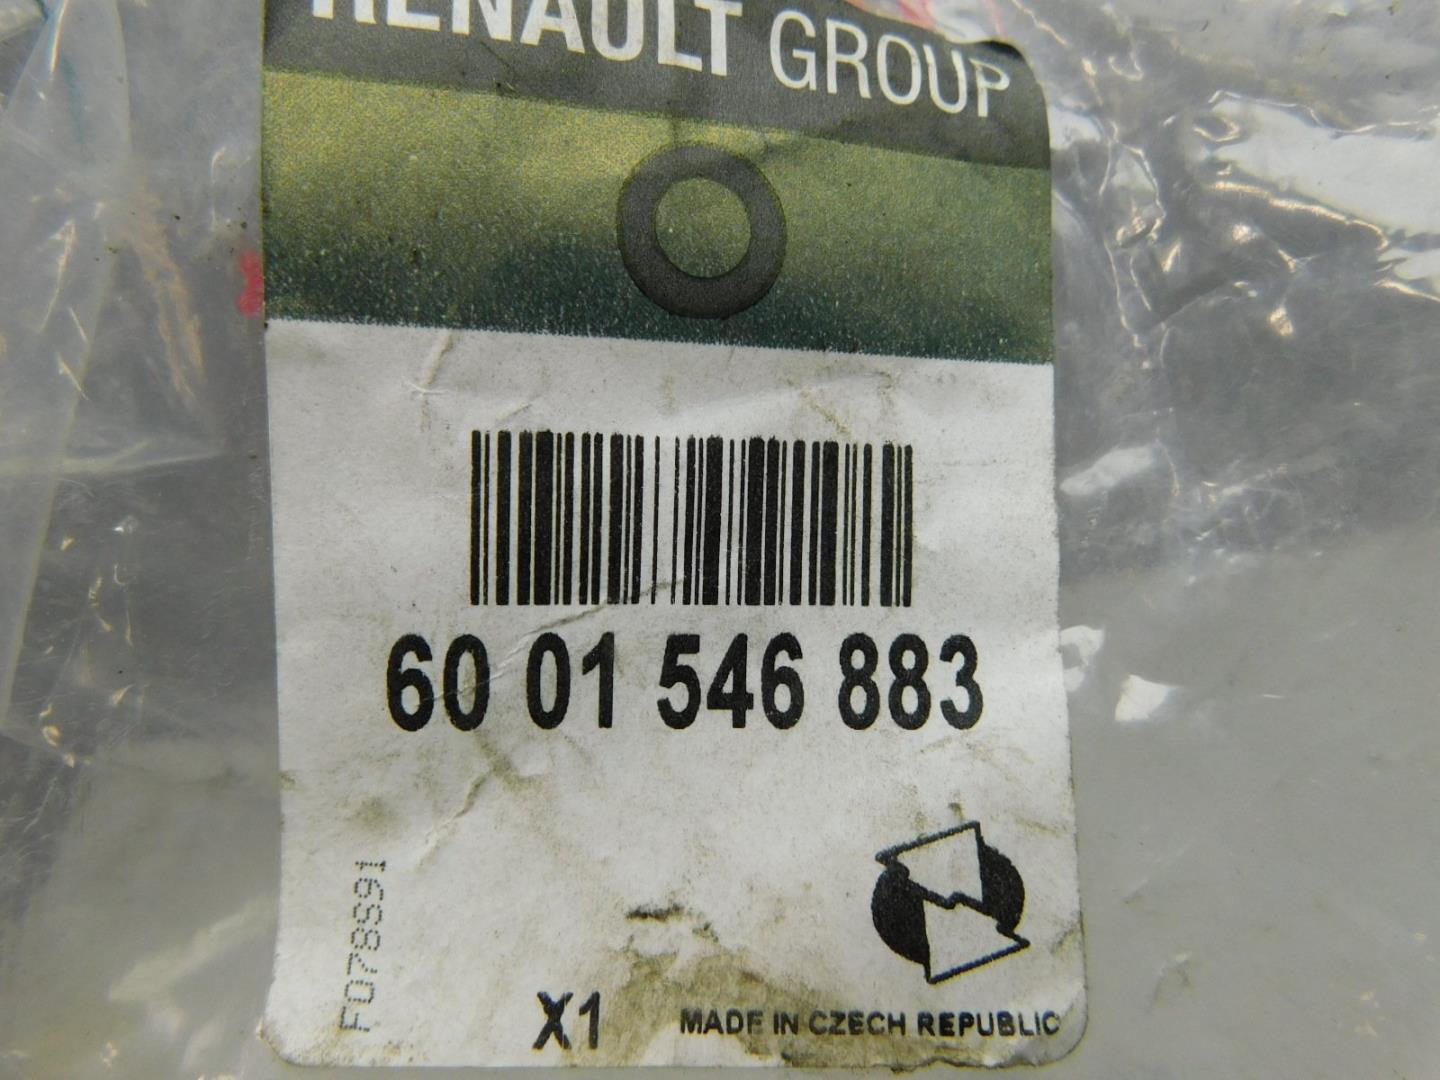 RENAULT GROUP
60 01 546 883
F078S91
X1
MADE IN CZECH REPUBLIC